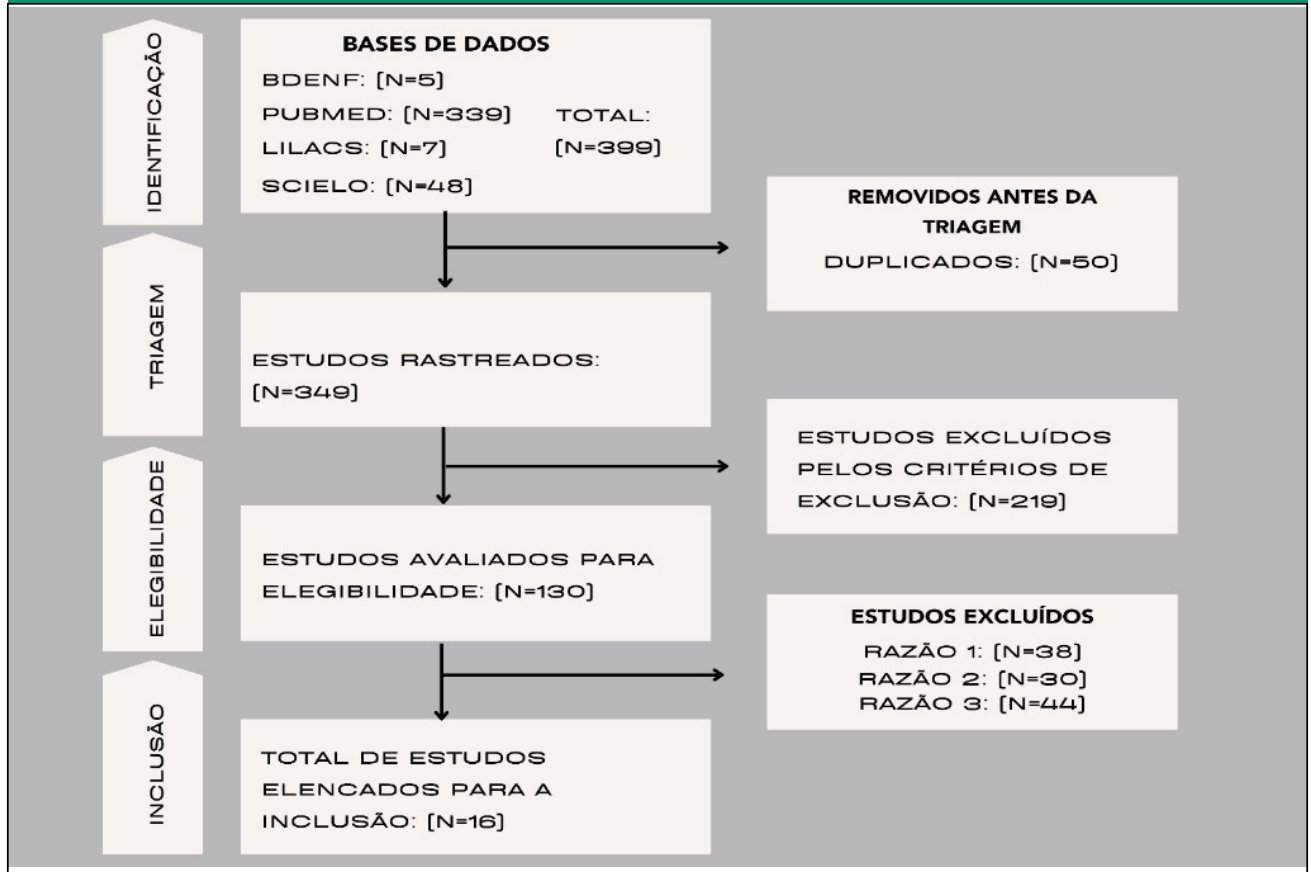 IDENTIFICAÇÃO
BASES DE DADOS
BDENF: (N=5)
PUBMED: (N=339)
LILACS: (N=7)
SCIELO: (N=48)
TOTAL:
(N=399)
REMOVIDOS ANTES DA
TRIAGEM
DUPLICADOS: (N=50)
TRIAGEM
ESTUDOS RASTREADOS:
(N=349)
ESTUDOS EXCLUÍDOS
PELOS CRITÉRIOS DE
EXCLUSÃO: (N=219)
ELEGIBILIDADE
ESTUDOS AVALIADOS PARA
ELEGIBILIDADE: (N=130)
ESTUDOS EXCLUÍDOS
RAZÃO 1: (N=38)
RAZÃO 2: (N=30)
RAZÃO 3: (N=44)
INCLUSÃO
TOTAL DE ESTUDOS
ELENCADOS PARA A
INCLUSÃO: (N=16)